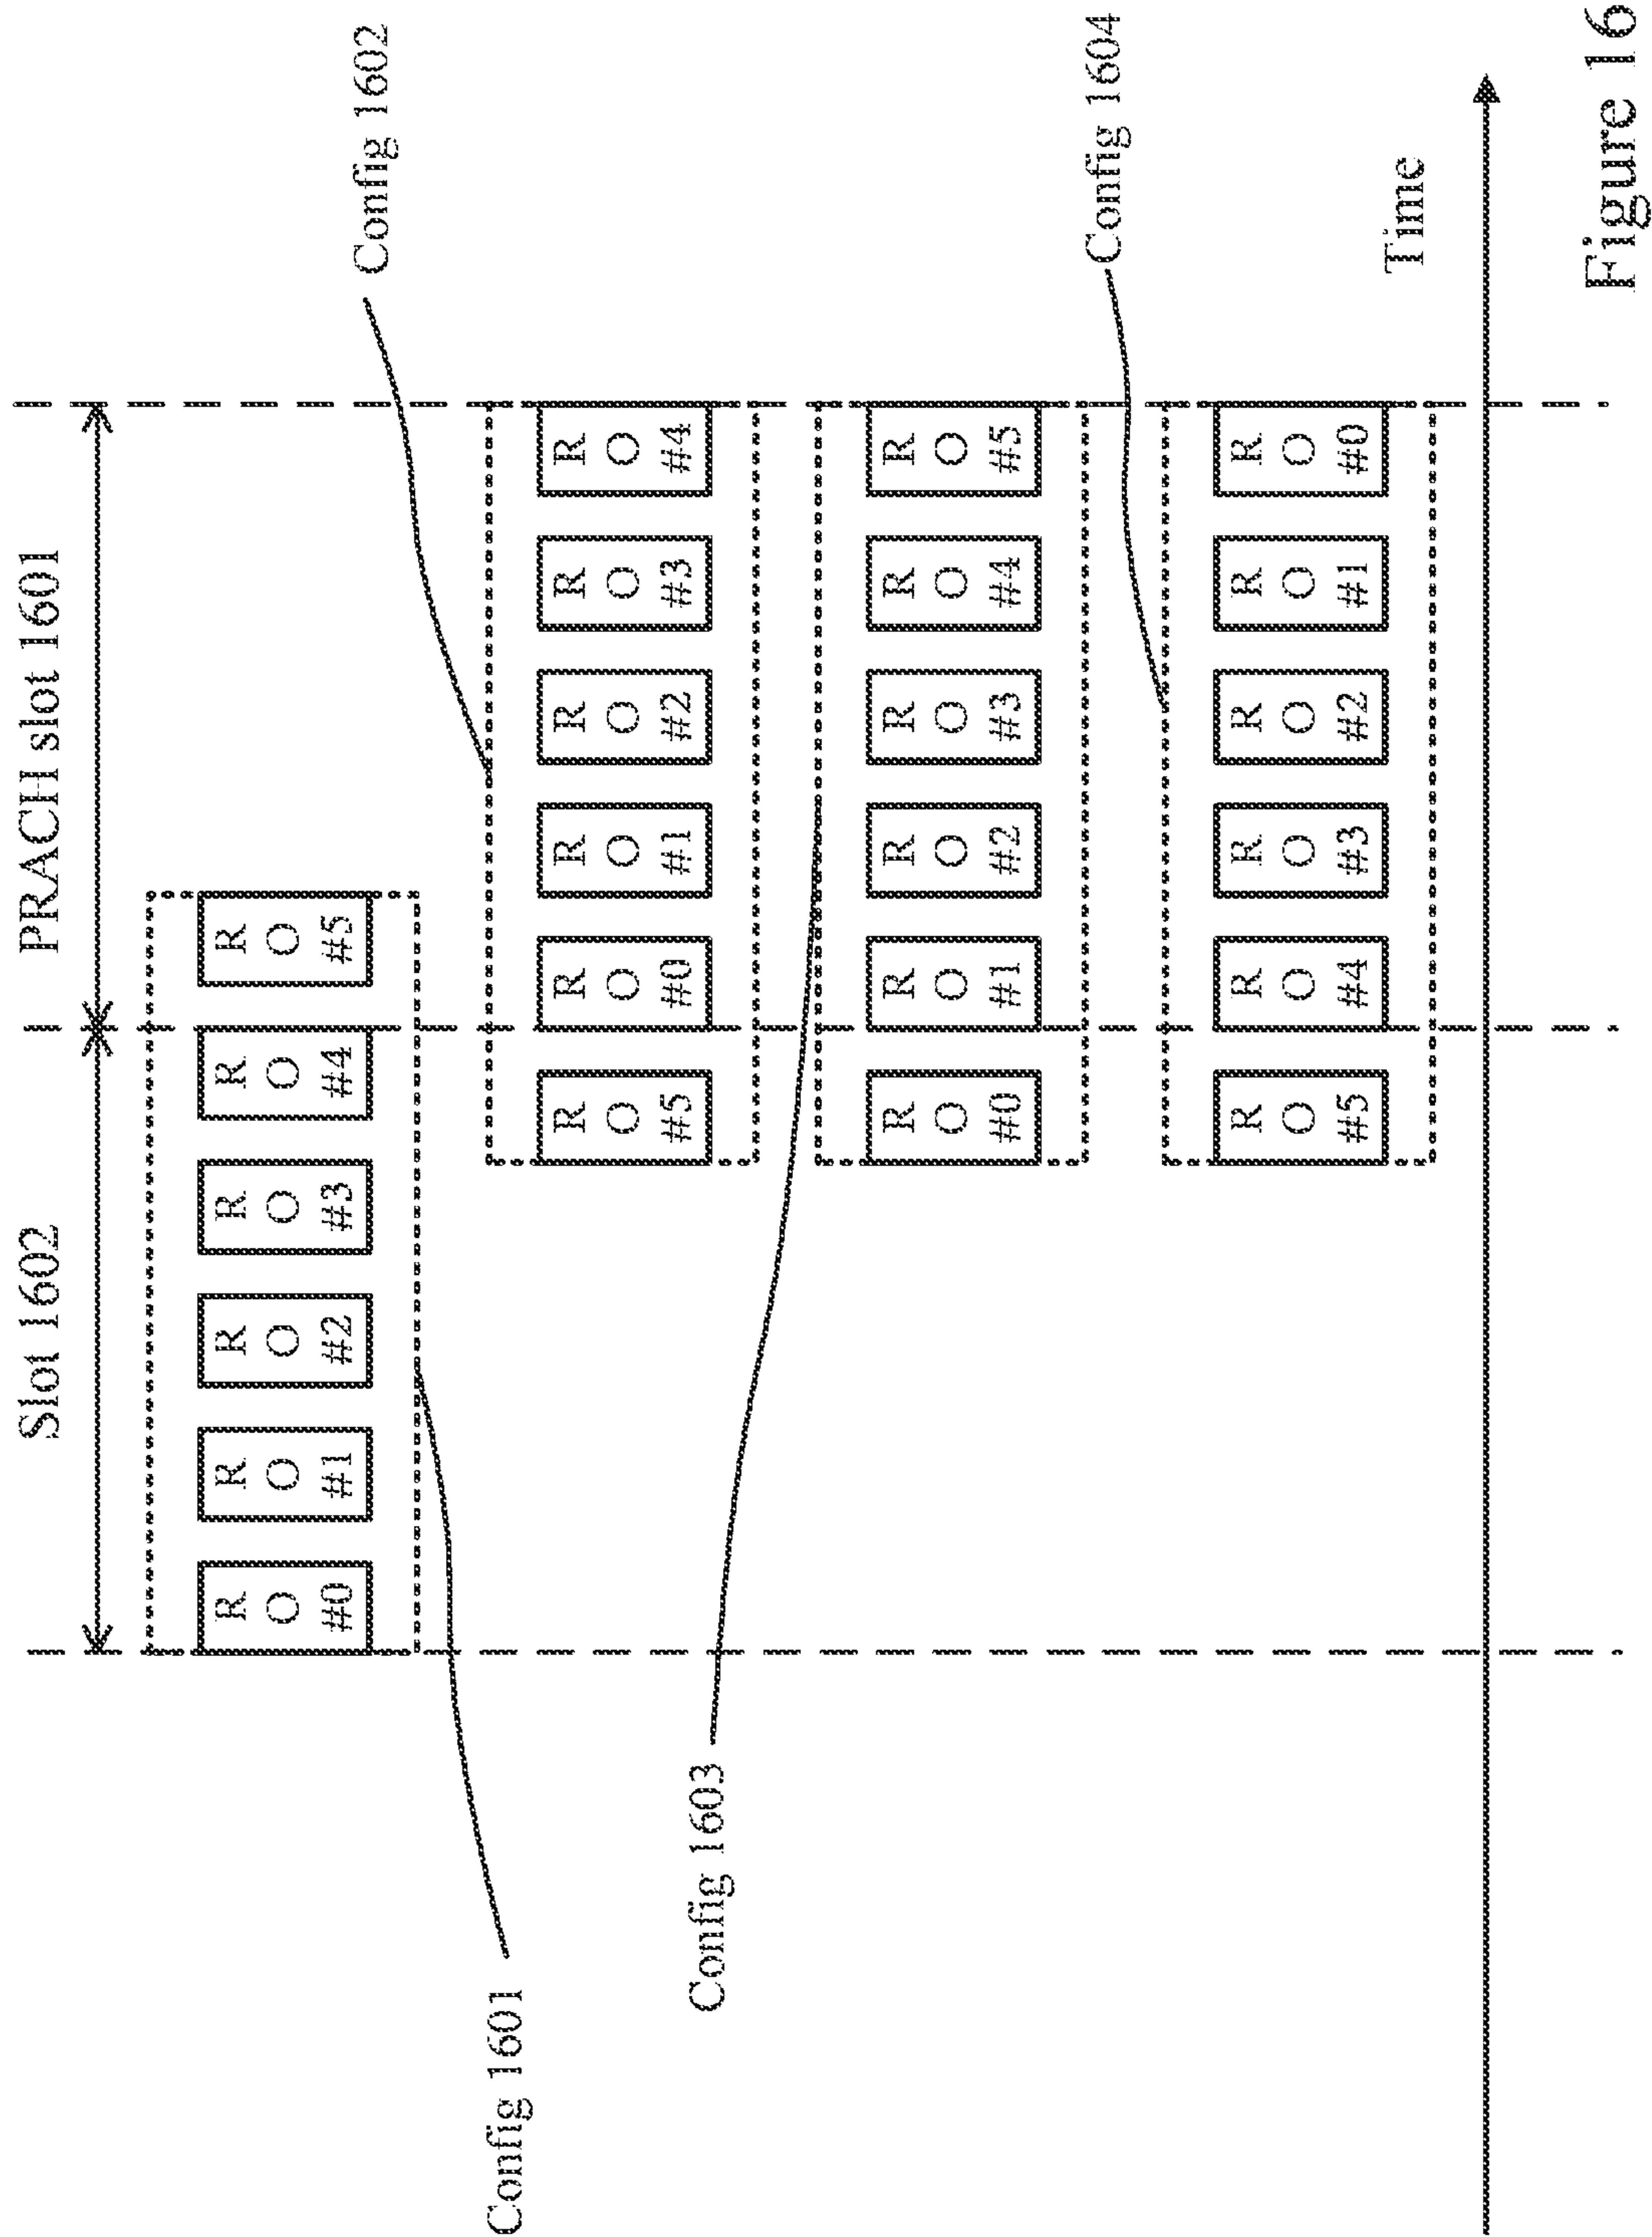 Slot 1602
PRACH slot 1601
R O #0
R O #1
R O #2
R O #3
R O #4
R O #5
Config 1602
Config 1601
R O #5
R O #0
R O #1
R O #2
R O #3
R O #4
Config 1603
R O #0
R O #1
R O #2
R O #3
R O #4
R O #5
Config 1604
R O #5
R O #4
R O #3
R O #2
R O #1
R O #0
Time
Figure 16